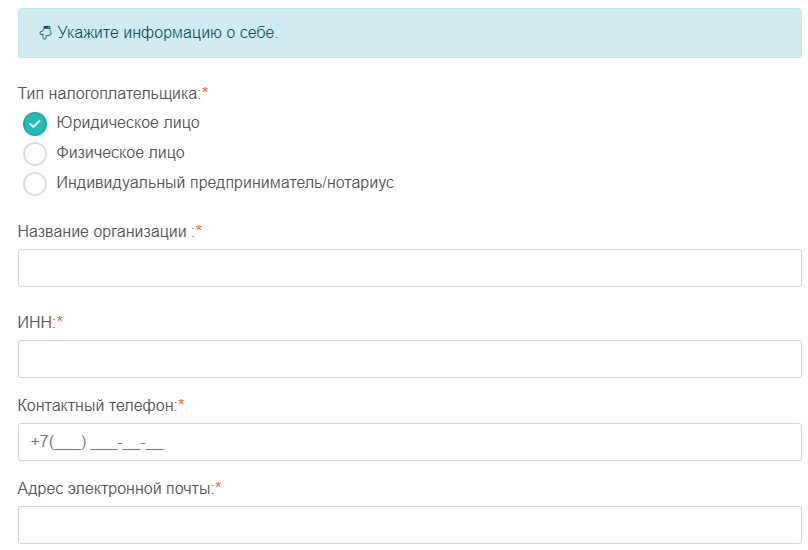 Укажите информацию о себе.
Тип налогоплательщика:*
Юридическое лицо
Физическое лицо
Индивидуальный предприниматель/нотариус
Название организации :*
ИНН:*
Контактный телефон:*
+7(___) ___-__-__
Адрес электронной почты:*